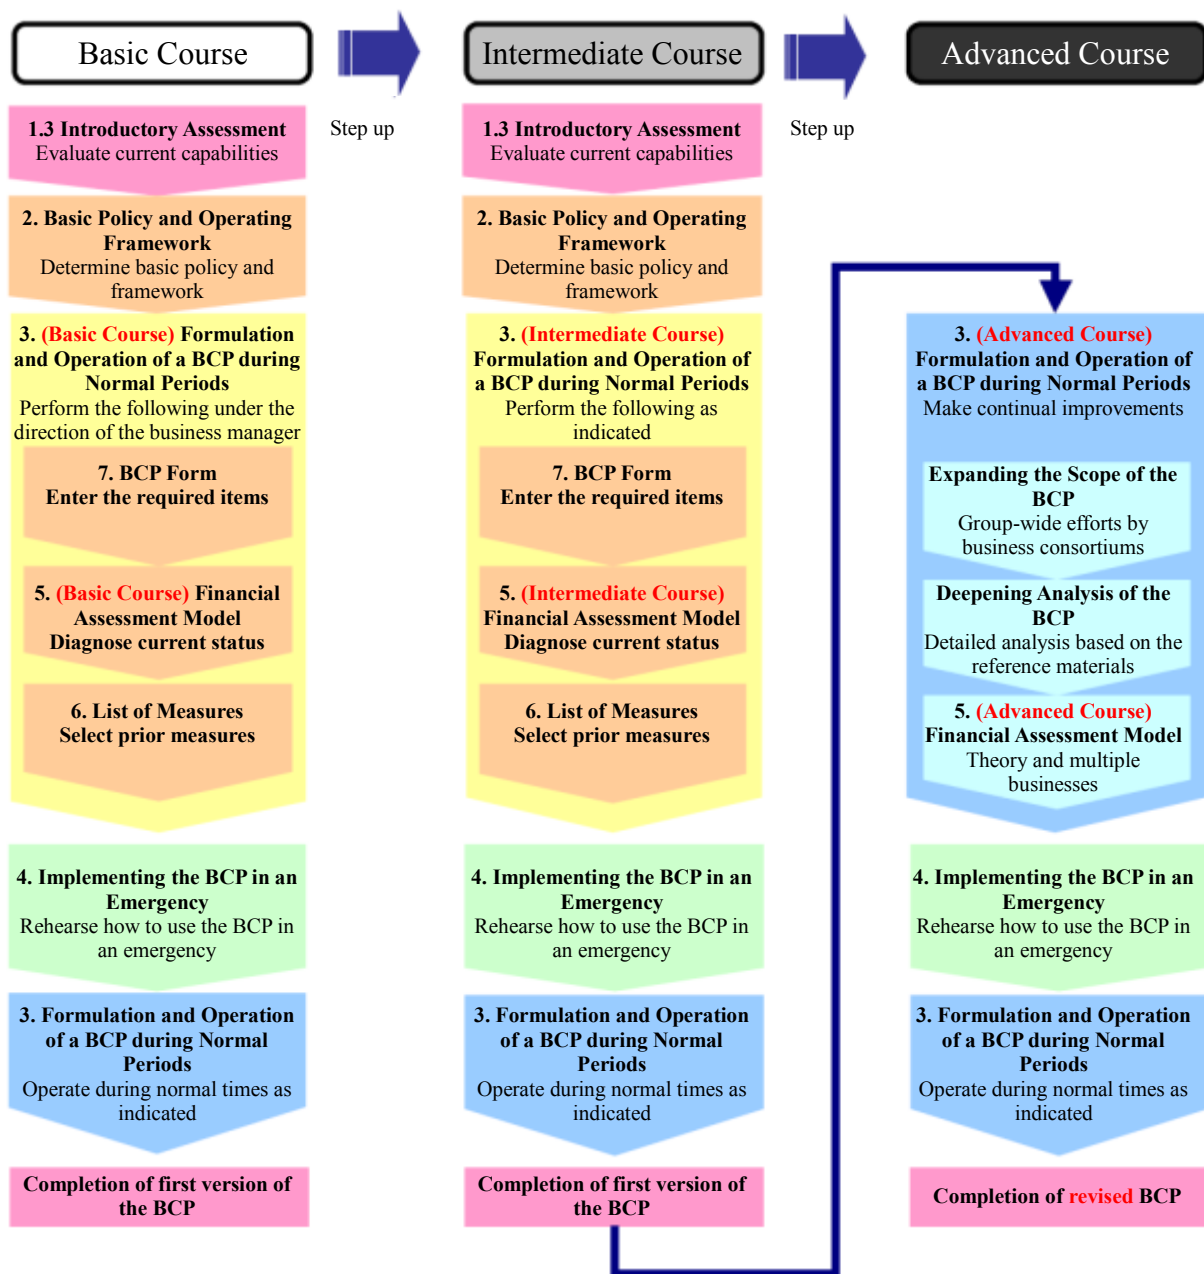 Basic Course
Step up
Intermediate Course
Step up
Advanced Course
1.3 Introductory Assessment
Evaluate current capabilities
2. Basic Policy and Operating
Framework
Determine basic policy and
framework
3. (Basic Course) Formulation
and Operation of a BCP during
Normal Periods
Perform the following under the
direction of the business manager
7. BCP Form
Enter the required items
5. (Basic Course) Financial
Assessment Model
Diagnose current status
6. List of Measures
Select prior measures
4. Implementing the BCP in an
Emergency
Rehearse how to use the BCP in
an emergency
3. Formulation and Operation
of a BCP during Normal
Periods
Operate during normal times as
indicated
Completion of first version of
the BCP
1.3 Introductory Assessment
Evaluate current capabilities
2. Basic Policy and Operating
Framework
Determine basic policy and
framework
3. (Intermediate Course)
Formulation and Operation of
a BCP during Normal Periods
Perform the following as
indicated
7. BCP Form
Enter the required items
5. (Intermediate Course)
Financial Assessment Model
Diagnose current status
6. List of Measures
Select prior measures
4. Implementing the BCP in an
Emergency
Rehearse how to use the BCP in
an emergency
3. Formulation and Operation
of a BCP during Normal
Periods
Operate during normal times as
indicated
Completion of first version of
the BCP
3. (Advanced Course)
Formulation and Operation of
a BCP during Normal Periods
Make continual improvements
Expanding the Scope of the
BCP
Group-wide efforts by
business consortiums
Deepening Analysis of the
BCP
Detailed analysis based on the
reference materials
5. (Advanced Course)
Financial Assessment Model
Theory and multiple
businesses
4. Implementing the BCP in an
Emergency
Rehearse how to use the BCP in
an emergency
3. Formulation and Operation
of a BCP during Normal
Periods
Operate during normal times as
indicated
Completion of revised BCP